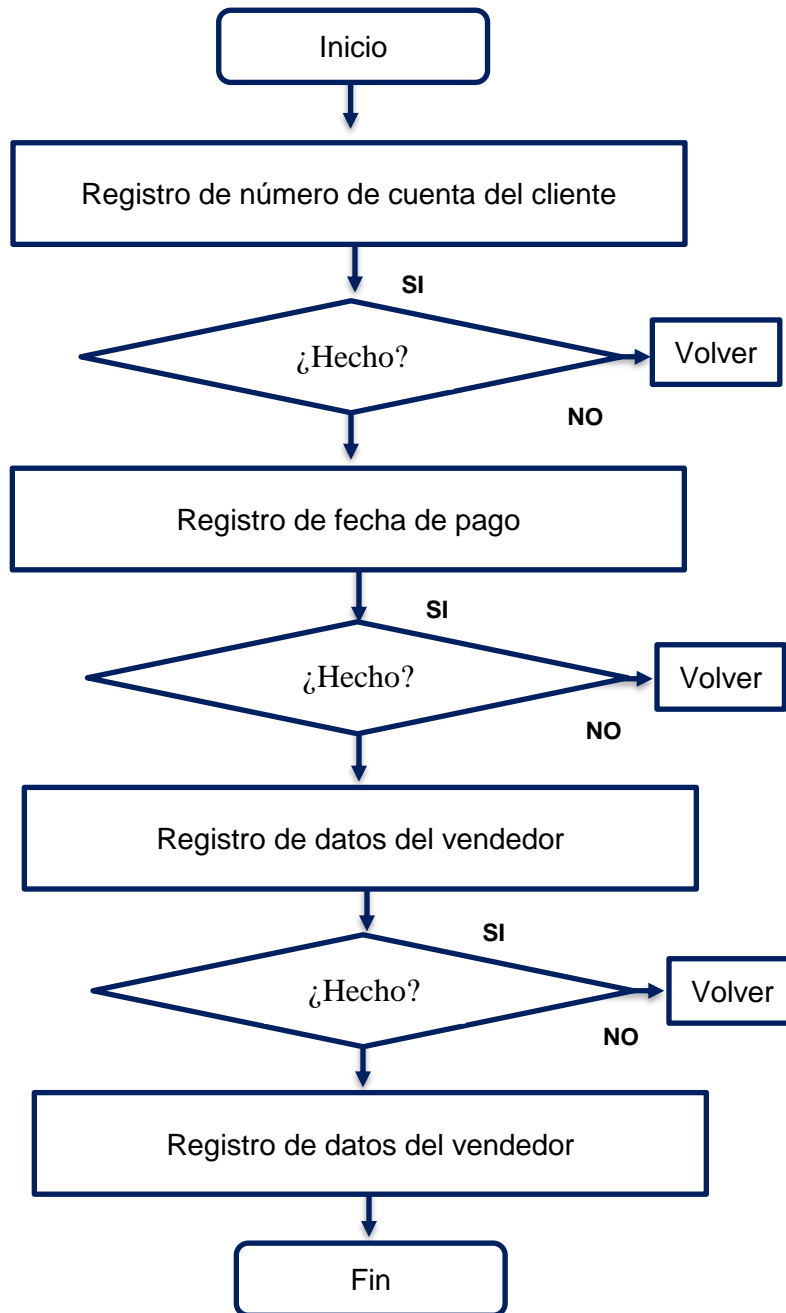 Inicio
Registro de número de cuenta del cliente
SI
¿Hecho?
Volver
NO
Registro de fecha de pago
SI
¿Hecho?
Volver
NO
Registro de datos del vendedor
SI
¿Hecho?
Volver
NO
Registro de datos del vendedor
Fin